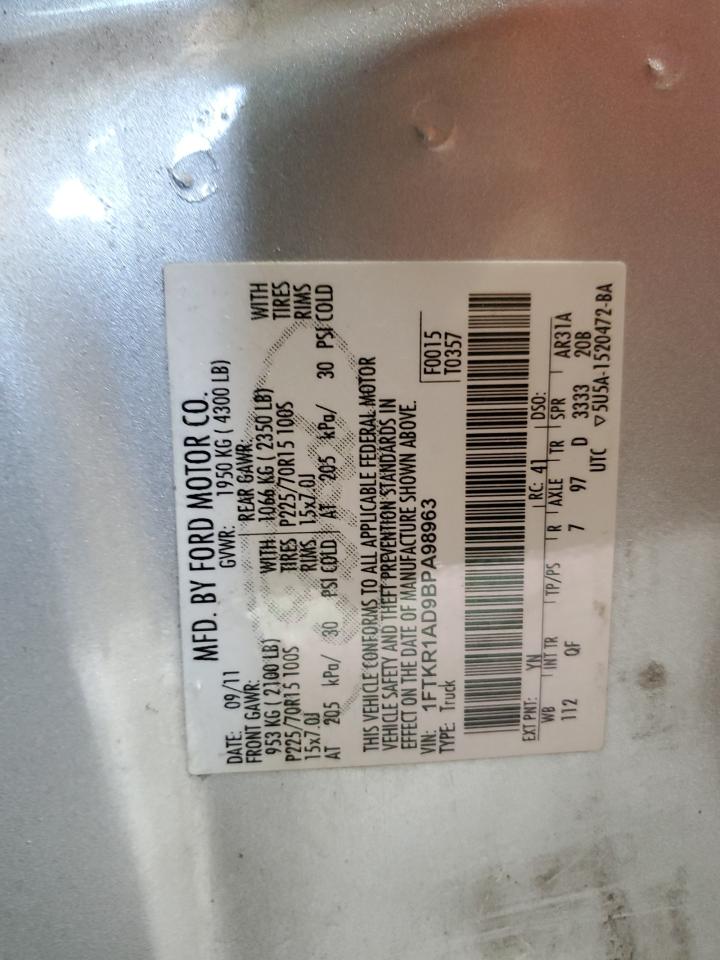 MFD. BY FORD MOTOR CO.
DATE: 09/11 GVWR: 1950 KG ( 4300 LB)
FRONT GAWR: REAR GAWR:
953 KG ( 2100 LB) WITH 1066 KG ( 2350 LB) WITH
P225/70R15 100S TIRES P225/70R15 100S TIRES
15x7.0J RIMS 15x7.0J RIMS
AT 205 kPa/ 30 PSI COLD AT 205 kPa/ 30 PSI COLD
THIS VEHICLE CONFORMS TO ALL APPLICABLE FEDERAL MOTOR
VEHICLE SAFETY AND THEFT PREVENTION STANDARDS IN
EFFECT ON THE DATE OF MANUFACTURE SHOWN ABOVE.
VIN: 1FTKR1AD9BPA98963 F0015
TYPE: Truck T0357
EXT PNT: YN RC: 41 DSO:
WB INT TR TP/PS R AXLE TR SPR AR31A
112 QF 7 97 D 3333 20B
UTC ▽5U5A-1520472-BA